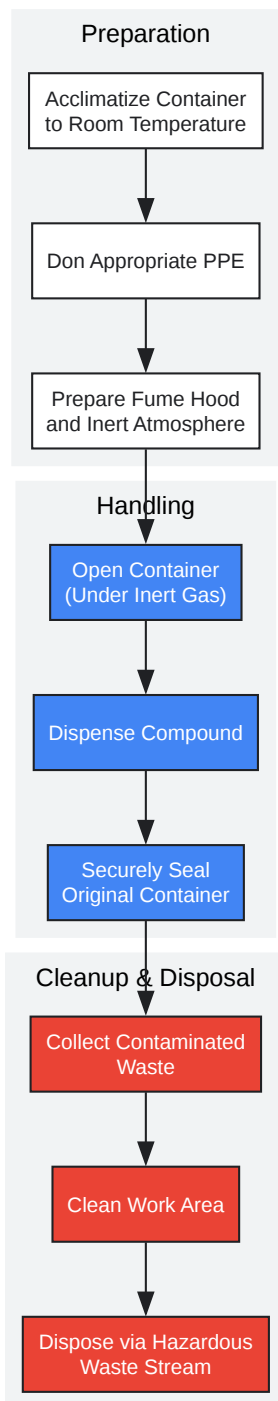 Preparation
Acclimatize Container
to Room Temperature
Don Appropriate PPE
Prepare Fume Hood
and Inert Atmosphere
Handling
Open Container
(Under Inert Gas)
Dispense Compound
Securely Seal
Original Container
Cleanup & Disposal
Collect Contaminated
Waste
Clean Work Area
Dispose via Hazardous
Waste Stream